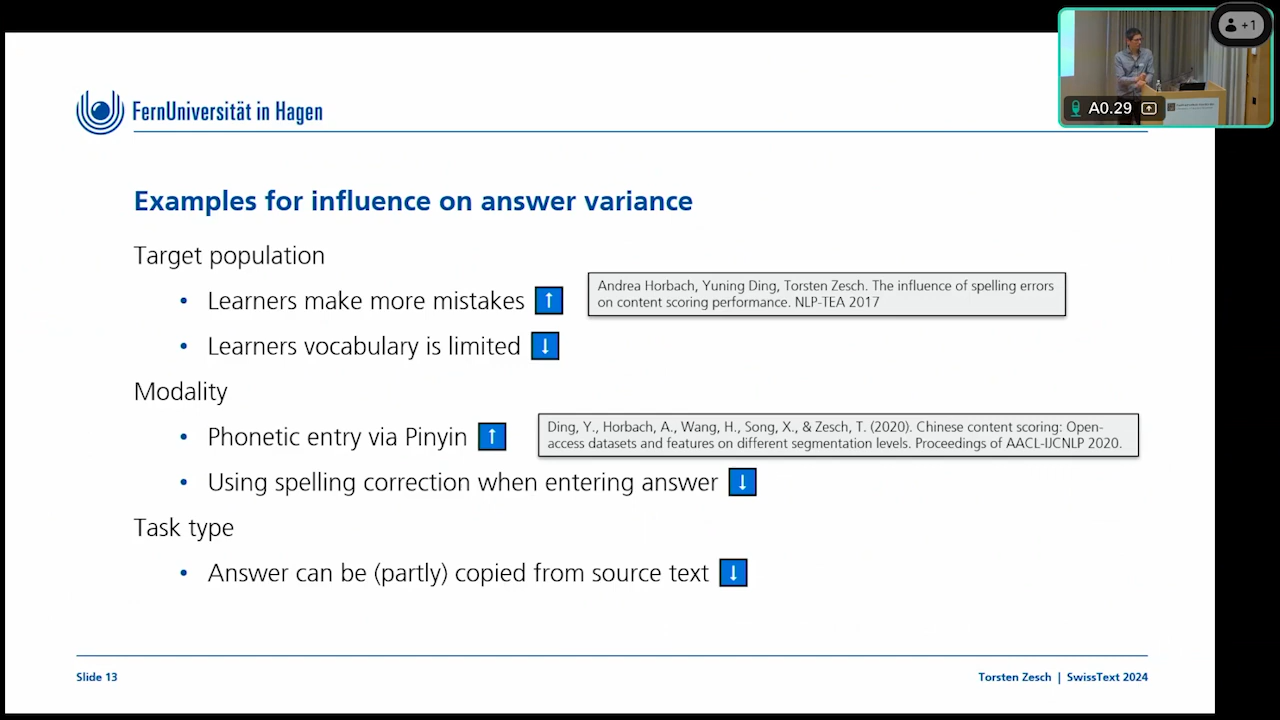 +1
A0.29
FernUniversität in Hagen
Examples for influence on answer variance
Target population
• Learners make more mistakes ↑
Andrea Horbach, Yuning Ding, Torsten Zesch. The influence of spelling errors
on content scoring performance. NLP-TEA 2017
• Learners vocabulary is limited ↓
Modality
• Phonetic entry via Pinyin ↑
Ding, Y., Horbach, A., Wang, H., Song, X., & Zesch, T. (2020). Chinese content scoring: Open-
access datasets and features on different segmentation levels. Proceedings of AACL-IJCNLP 2020.
• Using spelling correction when entering answer ↓
Task type
• Answer can be (partly) copied from source text ↓
Slide 13
Torsten Zesch | SwissText 2024